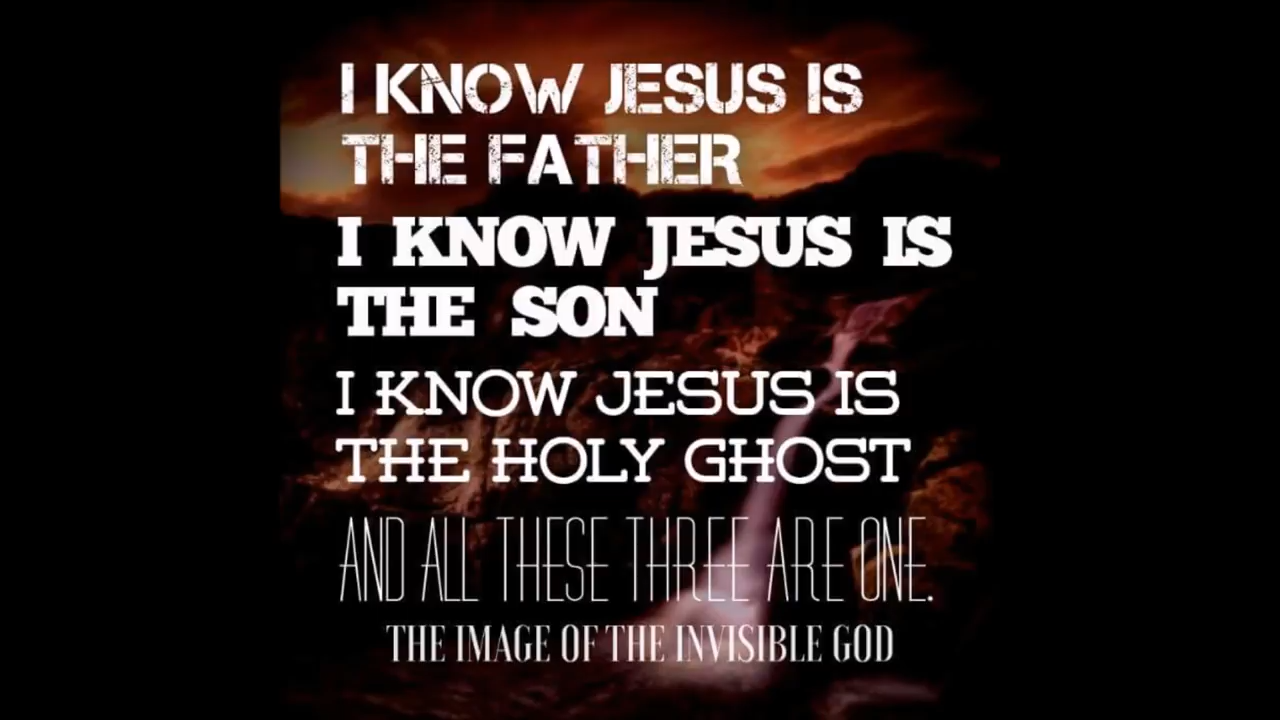 I KNOW JESUS IS
THE FATHER
I KNOW JESUS IS
THE SON
I KNOW JESUS IS
THE HOLY GHOST
AND ALL THESE THREE ARE ONE.
THE IMAGE OF THE INVISIBLE GOD